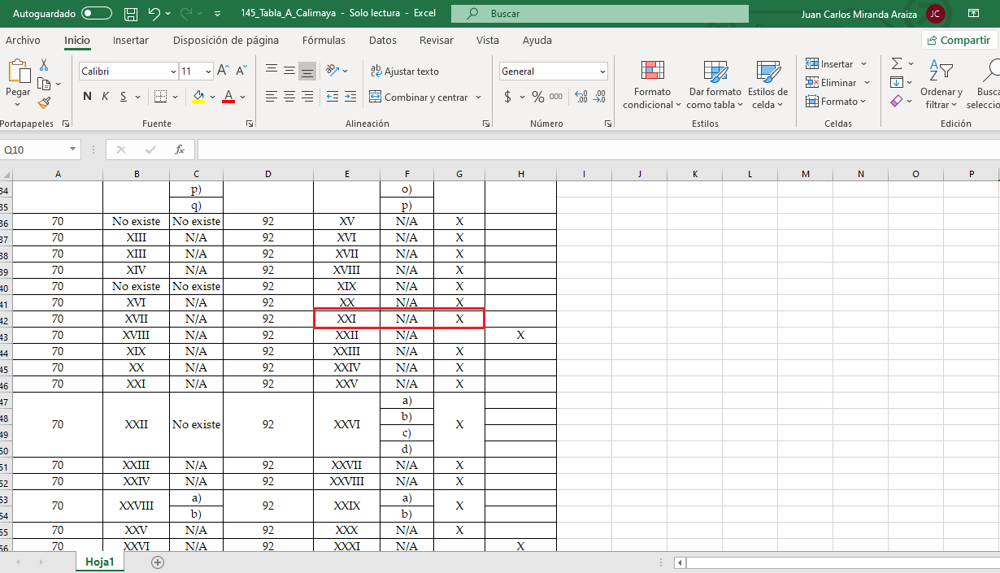 Autoguardado 145_Tabla_A_Calimaya - Solo lectura - Excel Buscar Juan Carlos Miranda Araiza JC
Archivo Inicio Insertar Disposición de página Fórmulas Datos Revisar Vista Ayuda Compartir
Pegar
Calibri 11
N K S
Ajustar texto
Combinar y centrar
General
$ % 000
Formato condicional
Dar formato como tabla
Estilos de celda
Insertar
Eliminar
Formato
Ordenar y filtrar
Portapapeles Fuente Alineación Número Estilos Celdas Edición
Q10 fx
A B C D E F G H I J K L M N O P
p) o)
35 q) p)
36 70 No existe No existe 92 XV N/A X
37 70 XIII N/A 92 XVI N/A X
38 70 XIII N/A 92 XVII N/A X
39 70 XIV N/A 92 XVIII N/A X
40 70 No existe No existe 92 XIX N/A X
41 70 XVI N/A 92 XX N/A X
42 70 XVII N/A 92 XXI N/A X
43 70 XVIII N/A 92 XXII N/A X
44 70 XIX N/A 92 XXIII N/A X
45 70 XX N/A 92 XXIV N/A X
46 70 XXI N/A 92 XXV N/A X
47 a)
48 b)
70 XXII No existe 92 XXVI X
49 c)
50 d)
51 70 XXIII N/A 92 XXVII N/A X
52 70 XXIV N/A 92 XXVIII N/A X
53 a) a)
70 XXVIII 92 XXIX X
54 b) b)
55 70 XXV N/A 92 XXX N/A X
56 70 XXVI N/A 92 XXXI N/A X
Hoja1